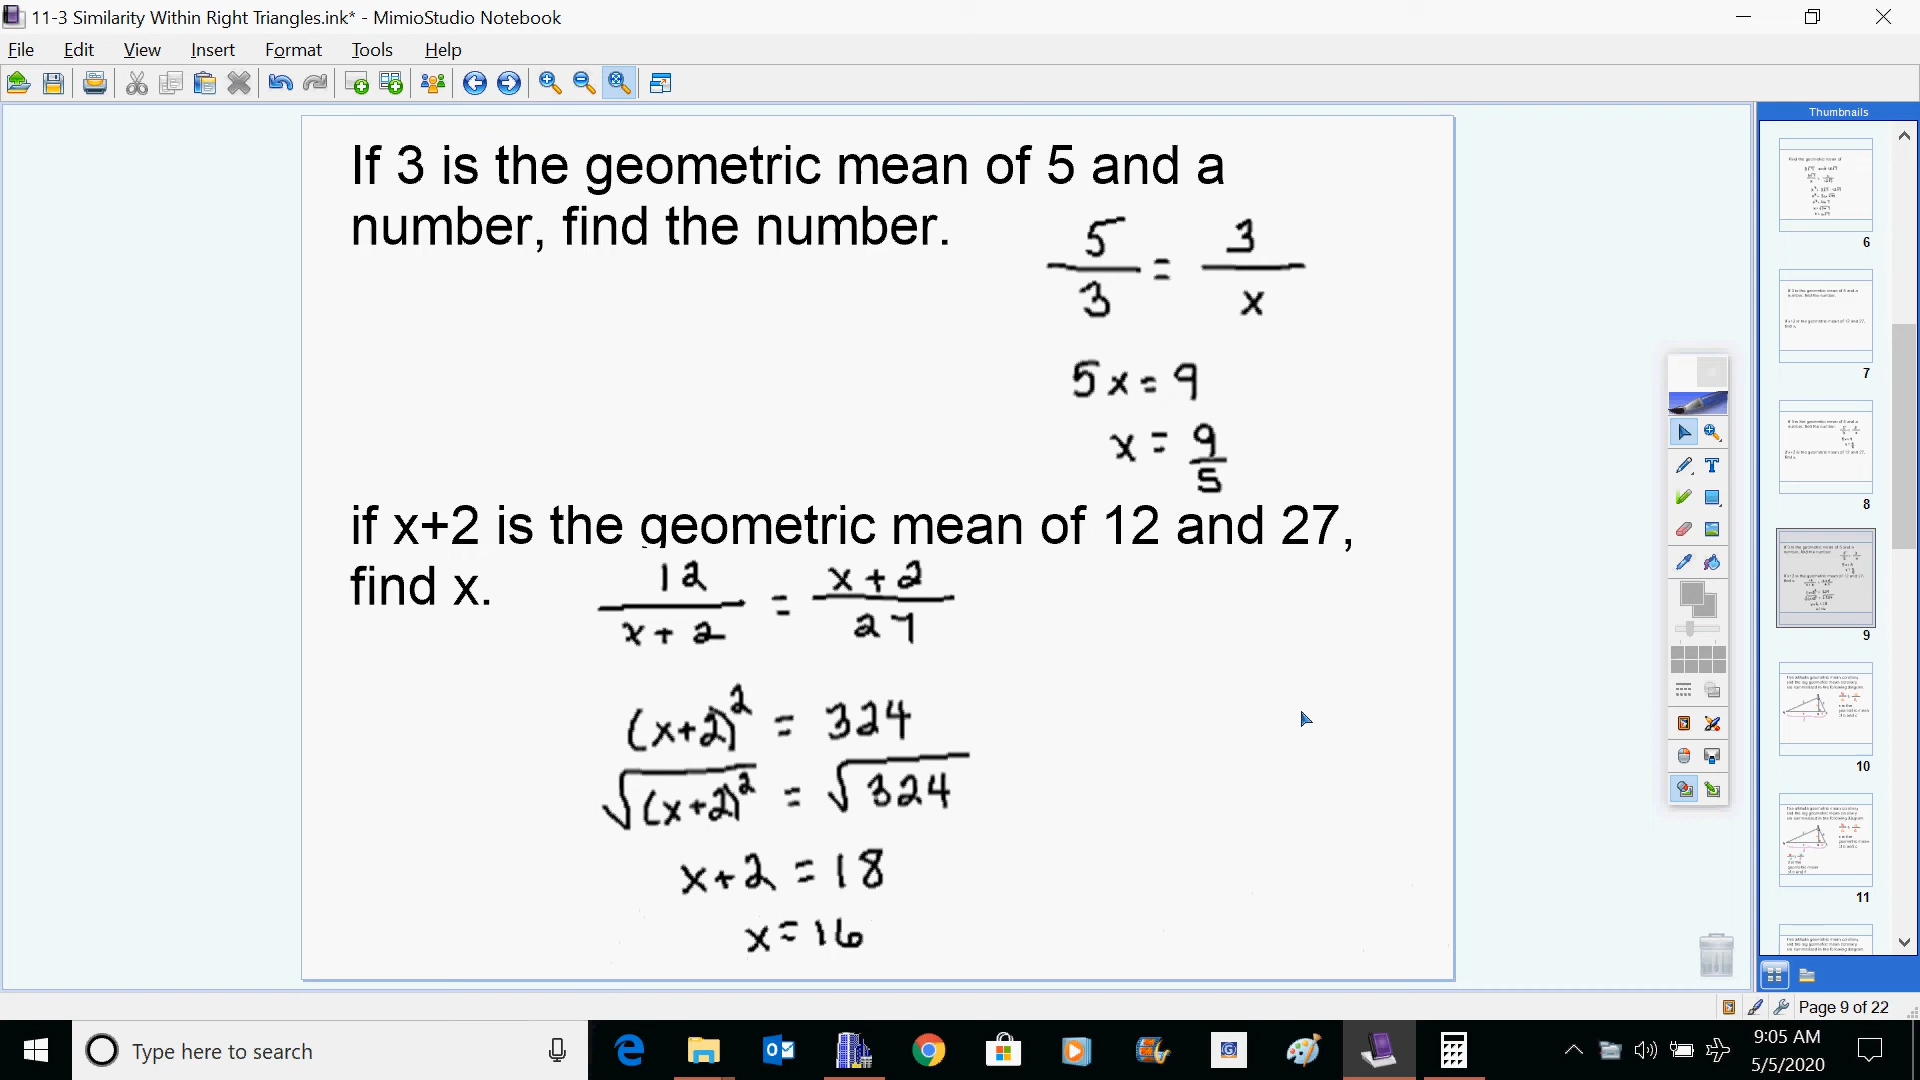 11-3 Similarity Within Right Triangles.ink* - MimioStudio Notebook
File Edit View Insert Format Tools Help
Thumbnails
If 3 is the geometric mean of 5 and a
number, find the number.
5/3 = 3/x
5x = 9
x = 9/5
if x+2 is the geometric mean of 12 and 27,
find x.
12/(x+2) = (x+2)/27
(x+2)² = 324
√(x+2)² = √324
x+2 = 18
x = 16
6
7
8
9
10
11
Page 9 of 22
Type here to search
9:05 AM
5/5/2020